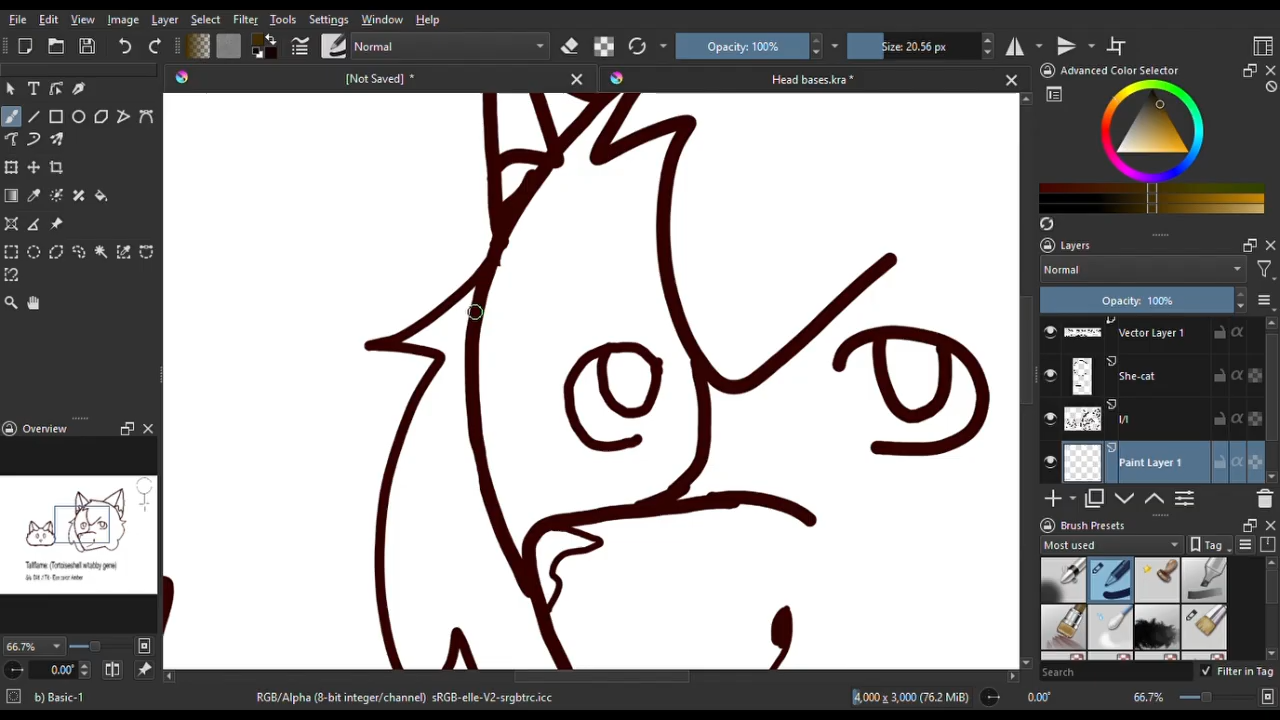 File Edit View Image Layer Select Filter Tools Settings Window Help
Normal Opacity: 100% Size: 20.56 px
[Not Saved] * Head bases.kra *
Advanced Color Selector
Layers
Normal
Opacity: 100%
Vector Layer 1
She-cat
l/l
Paint Layer 1
Overview
Tailflame: (Tortoiseshell w/tabby gene)
Brush Presets
Most used Tag
Search Filter in Tag
66.7%
0.00°
b) Basic-1 RGB/Alpha (8-bit integer/channel) sRGB-elle-V2-srgbtrc.icc 4,000 x 3,000 (76.2 MiB) 0.00° 66.7%